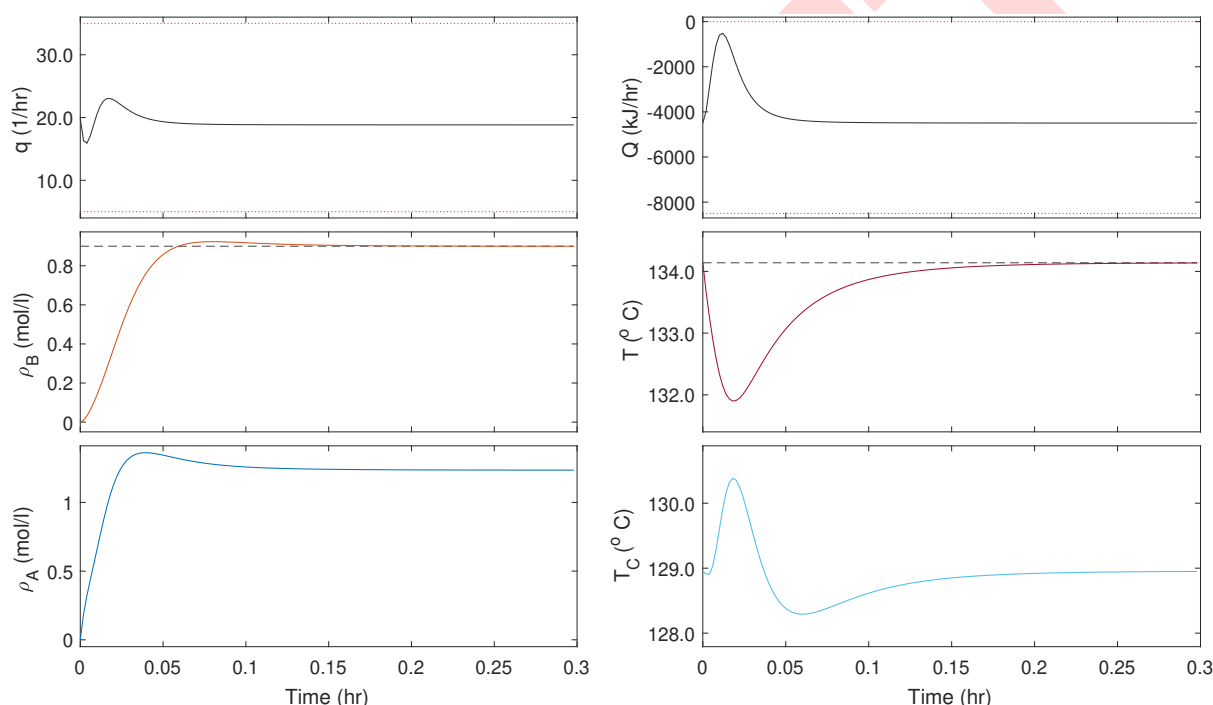 30.0
20.0
10.0
q (1/hr)
0
-2000
-4000
-6000
-8000
Q (kJ/hr)
0.8
0.6
0.4
0.2
0
ρB (mol/l)
134.0
133.0
132.0
T (o C)
1
0.5
0
ρA (mol/l)
0 0.05 0.1 0.15 0.2 0.25 0.3
Time (hr)
130.0
129.0
128.0
TC (o C)
0 0.05 0.1 0.15 0.2 0.25 0.3
Time (hr)